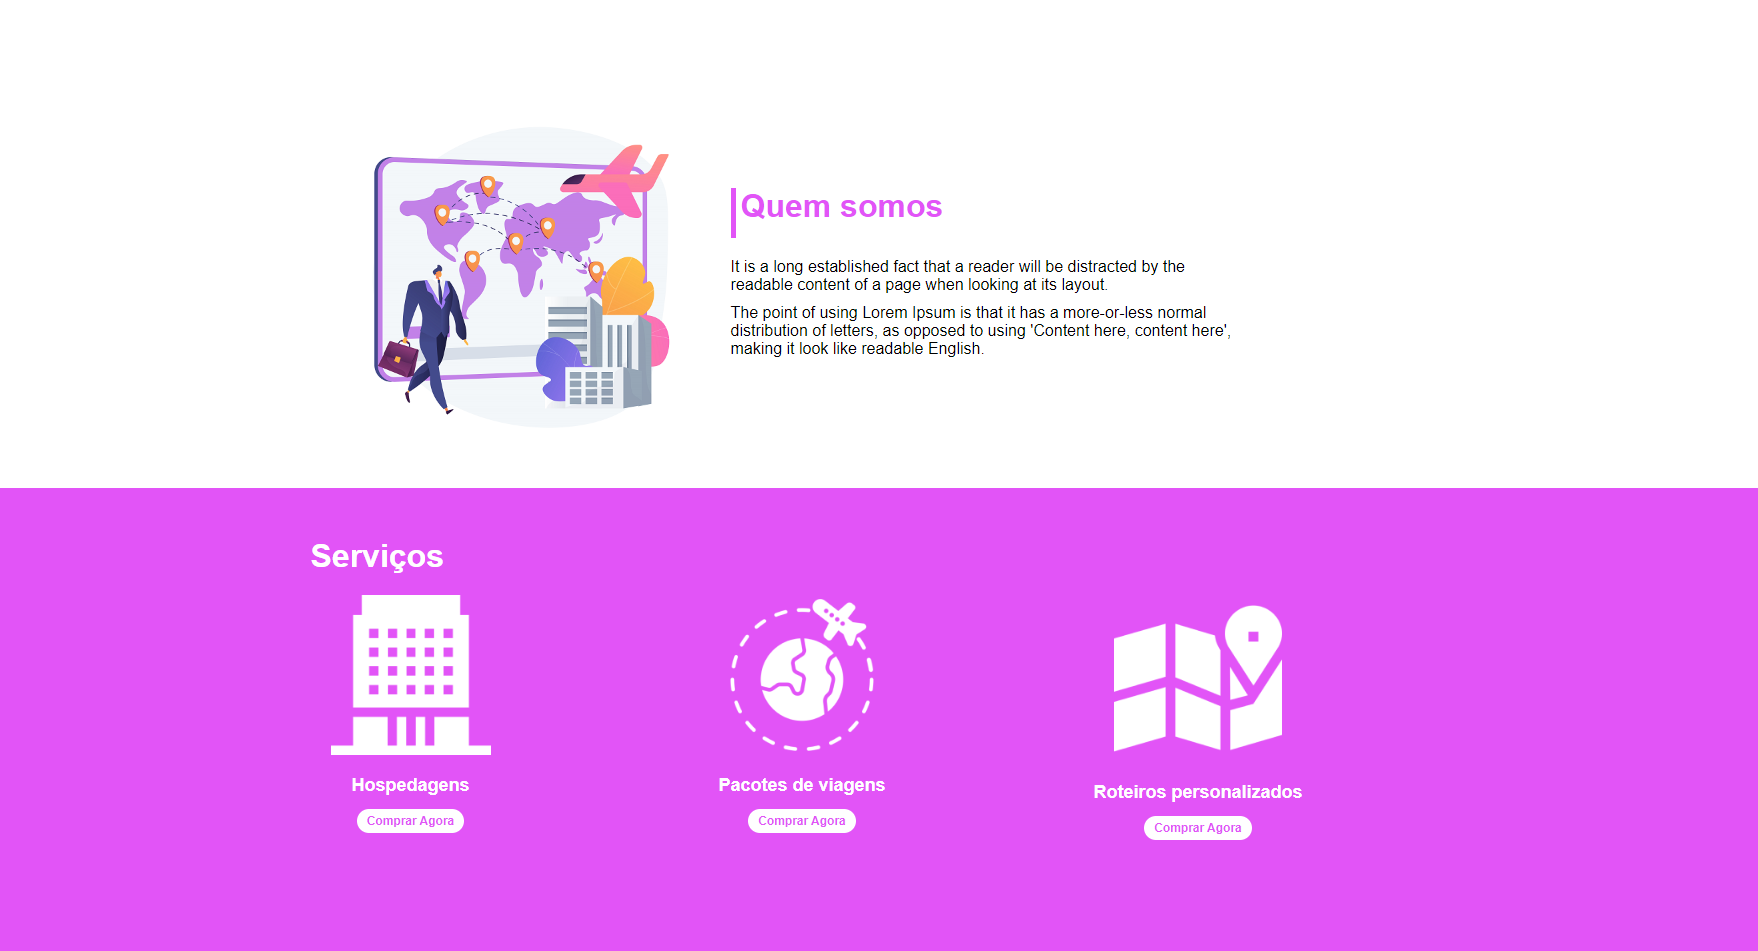 Quem somos
It is a long established fact that a reader will be distracted by the
readable content of a page when looking at its layout.
The point of using Lorem Ipsum is that it has a more-or-less normal
distribution of letters, as opposed to using 'Content here, content here',
making it look like readable English.
Serviços
Hospedagens
Comprar Agora
Pacotes de viagens
Comprar Agora
Roteiros personalizados
Comprar Agora